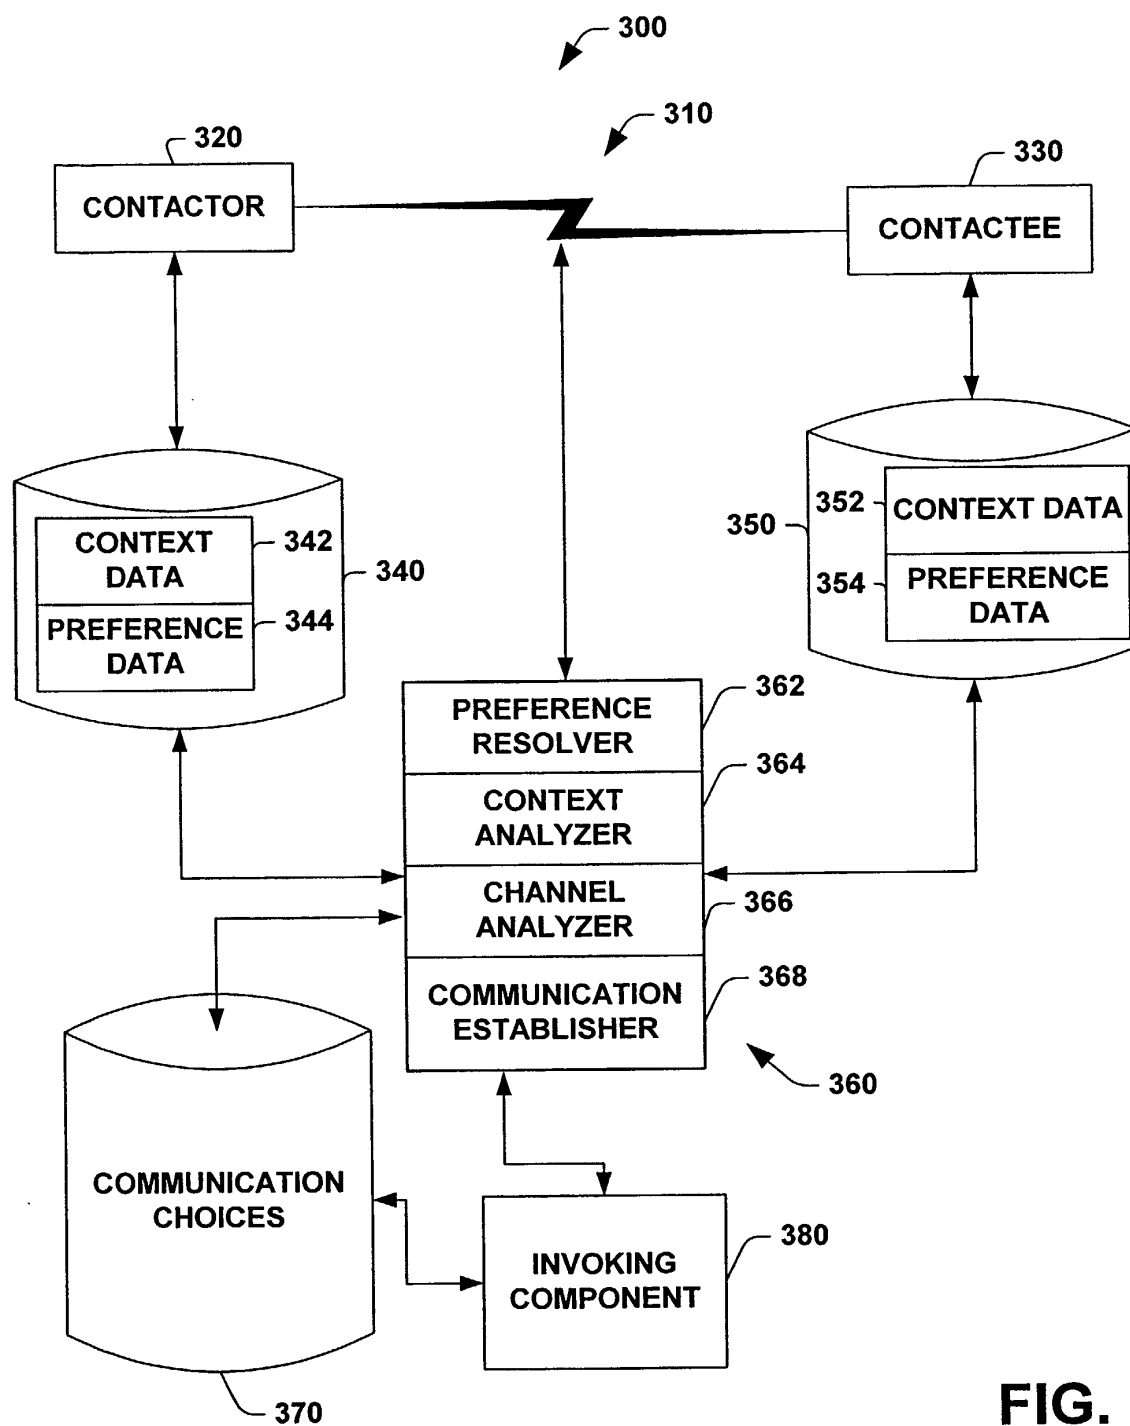 300
310
320
330
CONTACTOR
CONTACTEE
352
CONTEXT DATA
350
CONTEXT
DATA
342
340
354
PREFERENCE
DATA
PREFERENCE
DATA
344
PREFERENCE
RESOLVER
362
CONTEXT
ANALYZER
364
CHANNEL
ANALYZER
366
COMMUNICATION
ESTABLISHER
368
360
COMMUNICATION
CHOICES
INVOKING
COMPONENT
380
370
FIG.